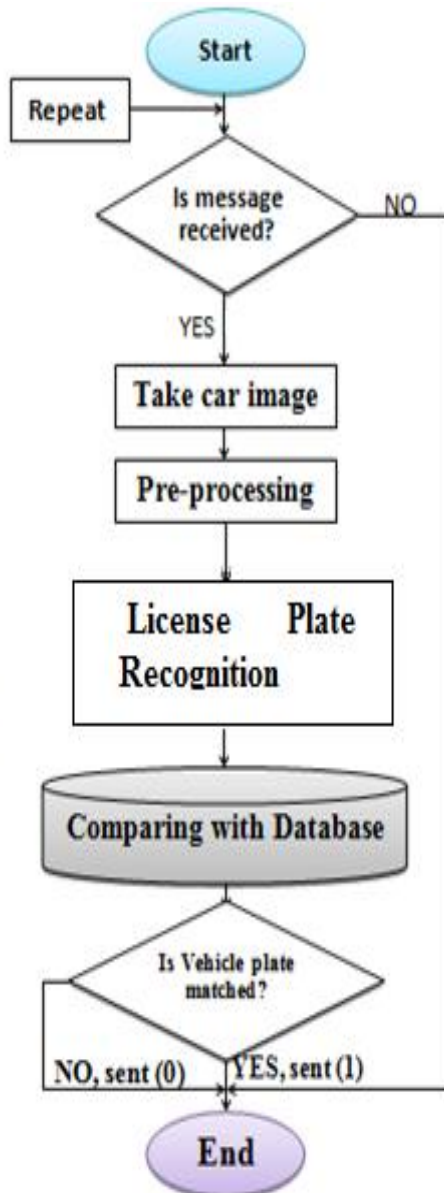 Start
Repeat
Is message
received?
NO
YES
Take car image
Pre-processing
License Plate
Recognition
Comparing with Database
Is Vehicle plate
matched?
NO, sent (0)
YES, sent (1)
End